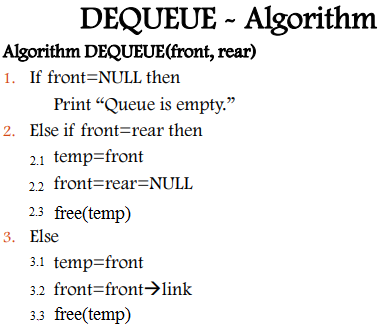 DEQUEUE ~ Algorithm
Algorithm DEQUEUE(front, rear)
1. If front=NULL then
Print “Queue is empty.”
2. Else if front=rear then
2.1 temp=front
2.2 front=rear=NULL
2.3 free(temp)
3. Else
3.1 temp=front
3.2 front=front→link
3.3 free(temp)